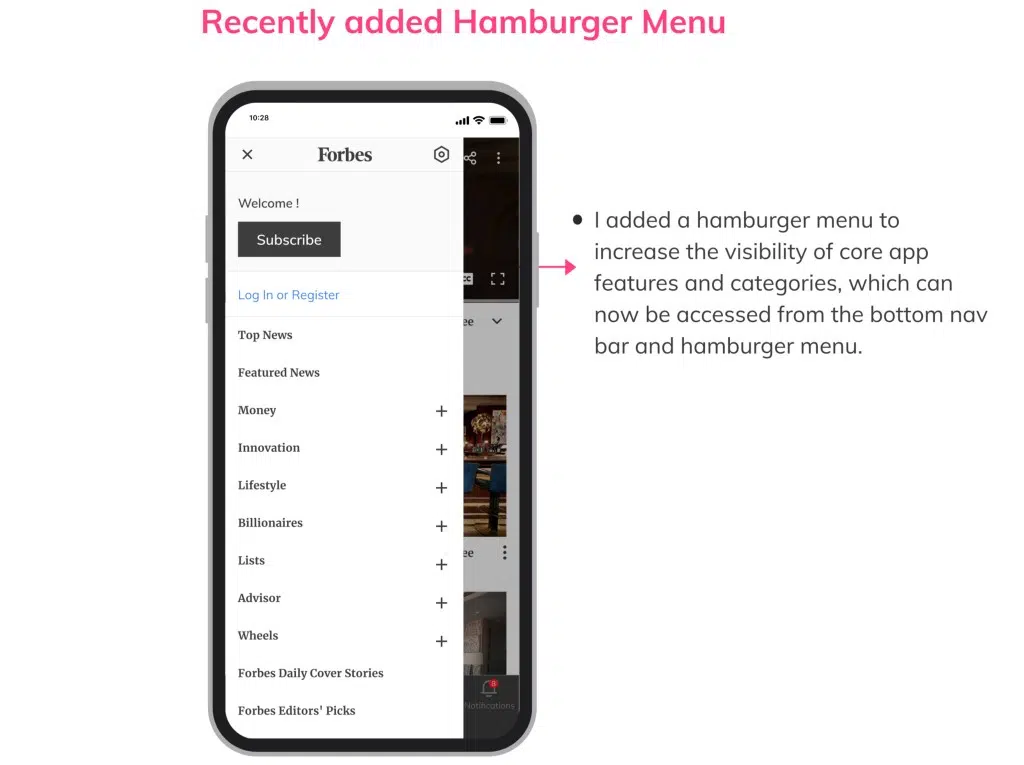 Recently added Hamburger Menu
10:28
Forbes
Welcome !
Subscribe
CC
Log In or Register
ee
Top News
Featured News
Money
Innovation
Lifestyle
Billionaires
ee
Lists
Advisor
Wheels
Forbes Daily Cover Stories
8
Notifications
Forbes Editors' Picks
I added a hamburger menu to
increase the visibility of core app
features and categories, which can
now be accessed from the bottom nav
bar and hamburger menu.